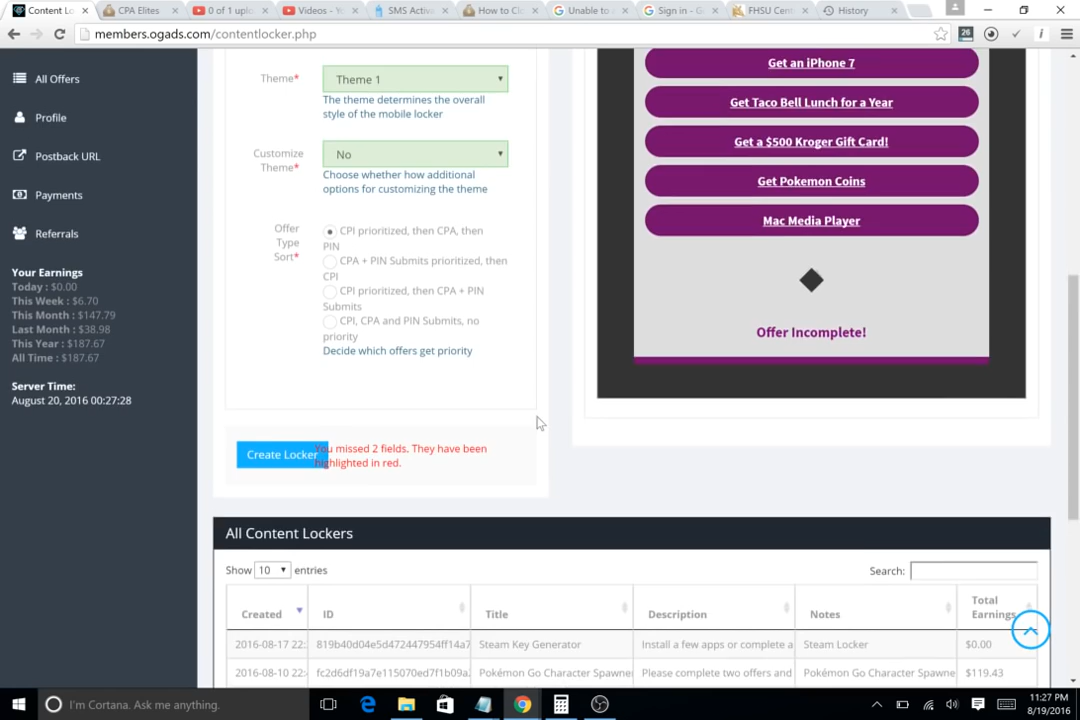 Content Lo
CPA Elites
0 of 1 uplo
Videos - Yo
SMS Activa
How to Cl
Unable to
Sign in - G
FHSU Cen
History
members.ogads.com/contentlocker.php
26
All Offers
Profile
Postback URL
Payments
Referrals
Your Earnings
Today : $0.00
This Week : $6.70
This Month : $147.79
Last Month : $38.98
This Year : $187.67
All Time : $187.67
Server Time:
August 20, 2016 00:27:28
Theme*
Theme 1
The theme determines the overall
style of the mobile locker
Customize
Theme*
No
Choose whether how additional
options for customizing the theme
Offer
Type
Sort*
CPI prioritized, then CPA, then
PIN
CPA + PIN Submits prioritized, then
CPI
CPI prioritized, then CPA + PIN
Submits
CPI, CPA and PIN Submits, no
priority
Decide which offers get priority
Create Locker
You missed 2 fields. They have been
highlighted in red.
Get an iPhone 7
Get Taco Bell Lunch for a Year
Get a $500 Kroger Gift Card!
Get Pokemon Coins
Mac Media Player
Offer Incomplete!
All Content Lockers
Show 10 entries
Search:
Created ID Title Description Notes Total
Earnings
2016-08-17 22: 819b40d04e5d472447954ff14a7 Steam Key Generator Install a few apps or complete a Steam Locker $0.00
2016-08-10 22: fc2d6df19a7e115070ed7f1b09a. Pokémon Go Character Spawne Please complete two offers and Pokémon Go Character Spawne $119.43
I'm Cortana. Ask me anything.
11:27 PM
8/19/2016